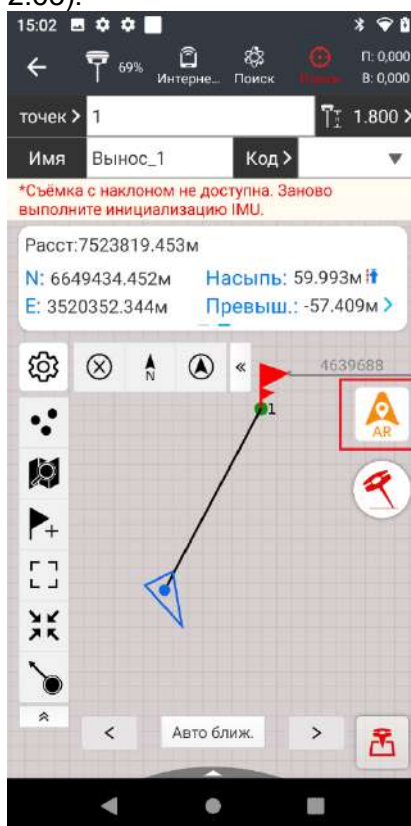 15:02
69%
Интерне... Поиск
П: 0,000
В: 0,000
точек > 1 1.800 >
Имя Вынос_1 Код >
*Съёмка с наклоном не доступна. Заново
выполните инициализацию IMU.
Расст:7523819.453м
N: 6649434.452м Насыпь: 59.993м
E: 3520352.344м Превыш.: -57.409м >
N « 4639688
1
AR
< Авто ближ. >